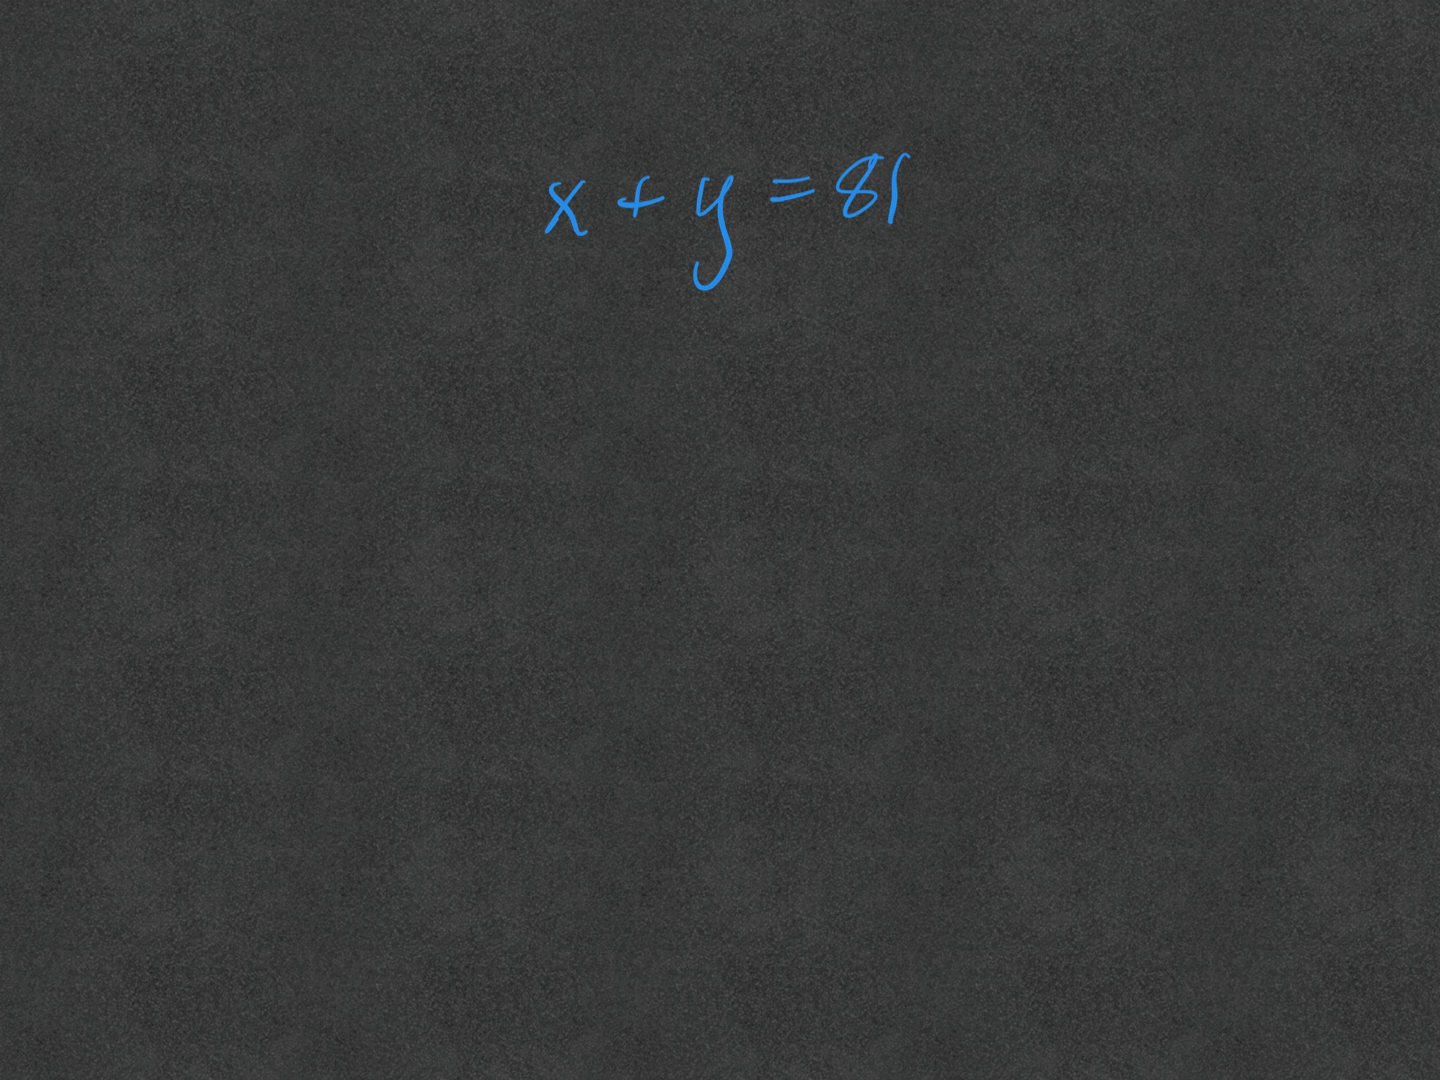 x + y = 81